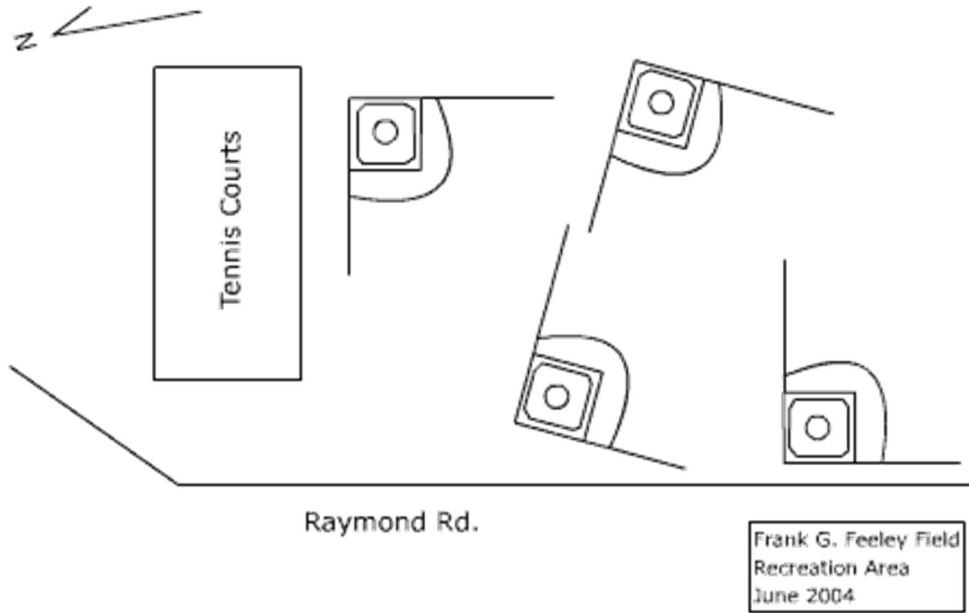 N
Tennis Courts
Raymond Rd.
Frank G. Feeley Field
Recreation Area
June 2004